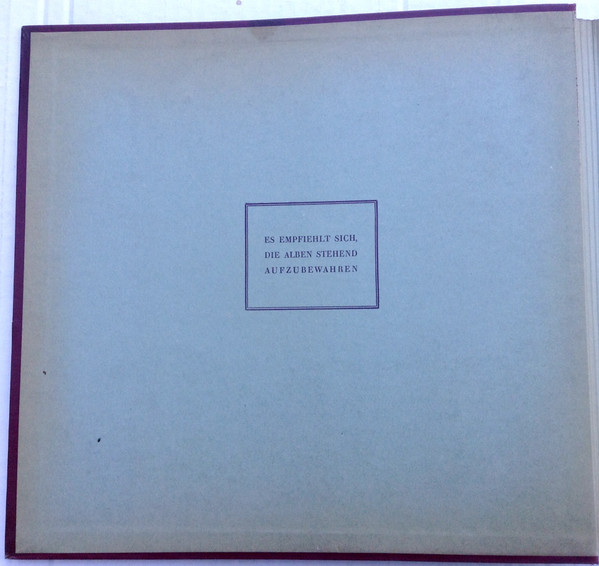 ES EMPFIEHLT SICH,
DIE ALBEN STEHEND
AUFZUBEWAHREN